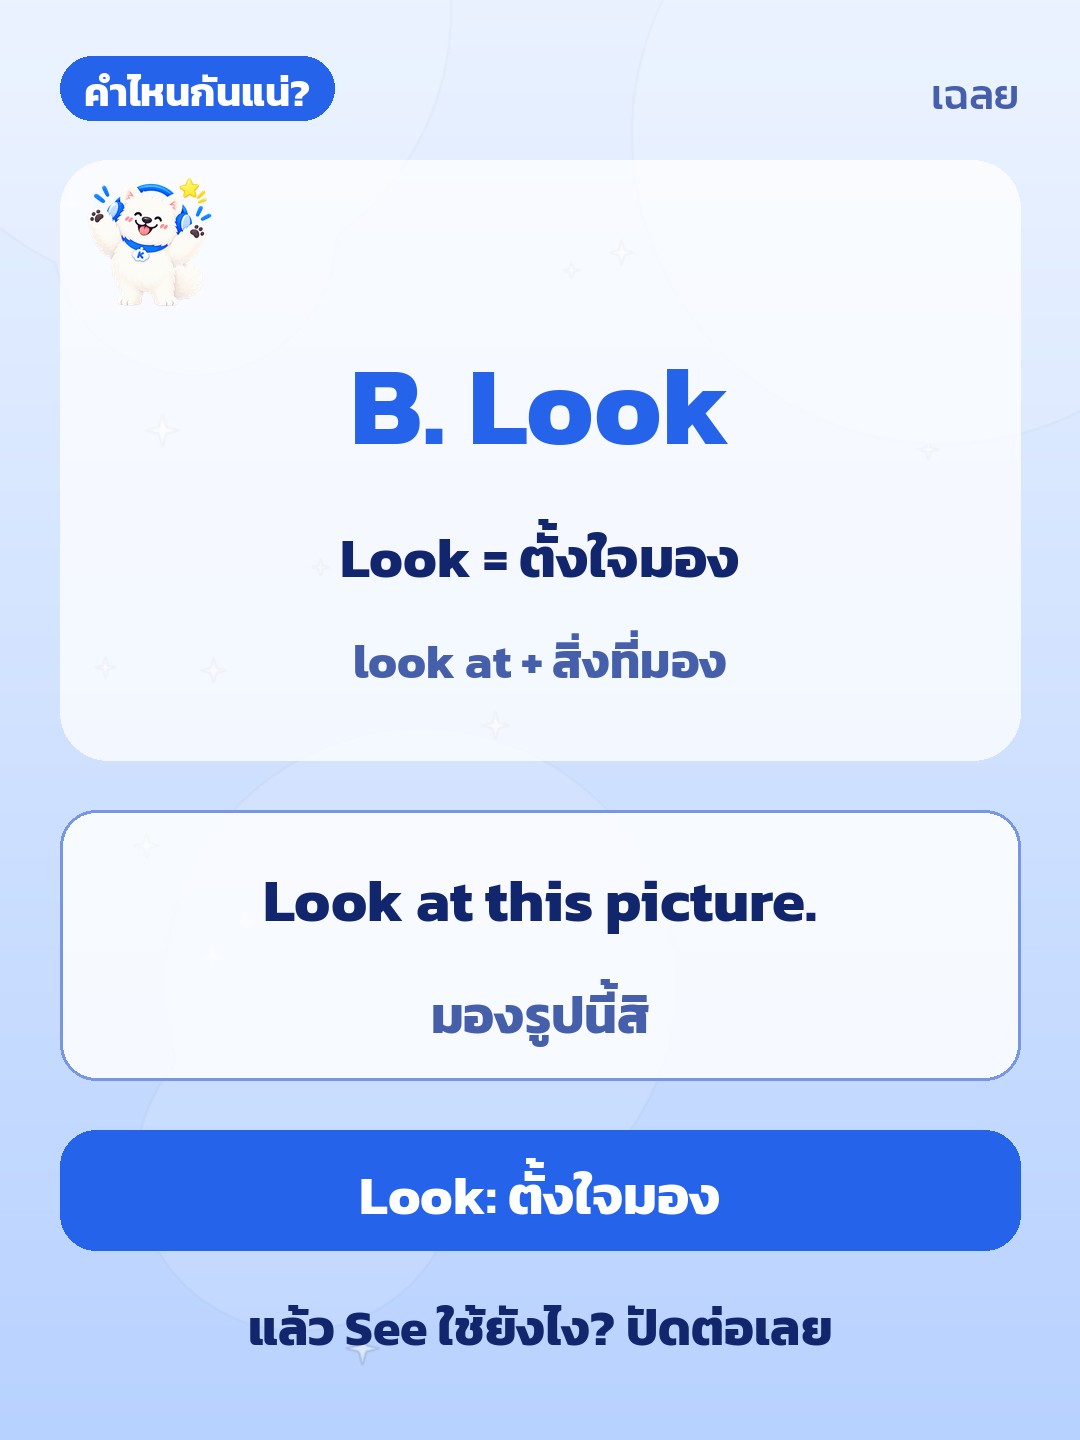 คำไหนกันแน่?
เฉลย
K
B. Look
Look = ตั้งใจมอง
look at + สิ่งที่มอง
Look at this picture.
มองรูปนี้สิ
Look: ตั้งใจมอง
แล้ว See ใช้ยังไง? ปัดต่อเลย